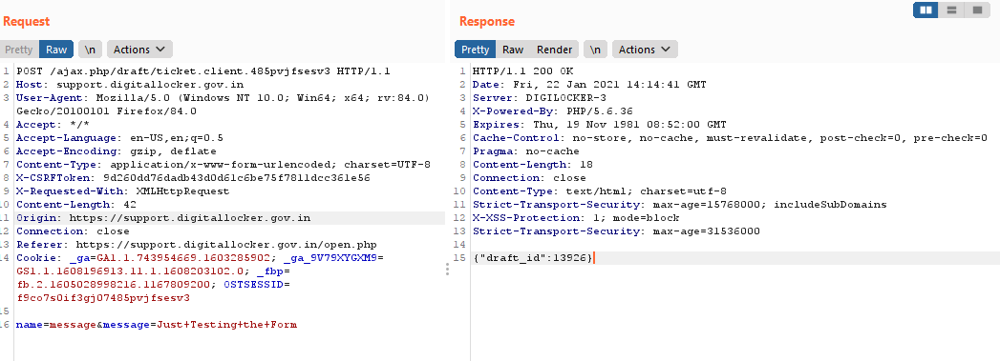 Request
Pretty Raw \n Actions
1 POST /ajax.php/draft/ticket.client.485pvjfsesv3 HTTP/1.1
2 Host: support.digitallocker.gov.in
3 User-Agent: Mozilla/5.0 (Windows NT 10.0; Win64; x64; rv:84.0)
Gecko/20100101 Firefox/84.0
4 Accept: */*
5 Accept-Language: en-US,en;q=0.5
6 Accept-Encoding: gzip, deflate
7 Content-Type: application/x-www-form-urlencoded; charset=UTF-8
8 X-CSRFToken: 9d260dd76dadb43d0d61c6be75f7811dcc361e56
9 X-Requested-With: XMLHttpRequest
10 Content-Length: 42
11 Origin: https://support.digitallocker.gov.in
12 Connection: close
13 Referer: https://support.digitallocker.gov.in/open.php
14 Cookie: _ga=GA1.1.743954669.1603285902; _ga_9V79XYGXM9=
GS1.1.1608196913.11.1.1608203102.0; _fbp=
fb.2.1605028998216.1167809200; OSTSESSID=
f9co7s0if3gj07485pvjfsesv3
15
16 name=message&message=Just+Testing+the+Form
Response
Pretty Raw Render \n Actions
1 HTTP/1.1 200 OK
2 Date: Fri, 22 Jan 2021 14:14:41 GMT
3 Server: DIGILOCKER-3
4 X-Powered-By: PHP/5.6.36
5 Expires: Thu, 19 Nov 1981 08:52:00 GMT
6 Cache-Control: no-store, no-cache, must-revalidate, post-check=0, pre-check=0
7 Pragma: no-cache
8 Content-Length: 18
9 Connection: close
10 Content-Type: text/html; charset=utf-8
11 Strict-Transport-Security: max-age=15768000; includeSubDomains
12 X-XSS-Protection: 1; mode=block
13 Strict-Transport-Security: max-age=31536000
14
15 {"draft_id":13926}